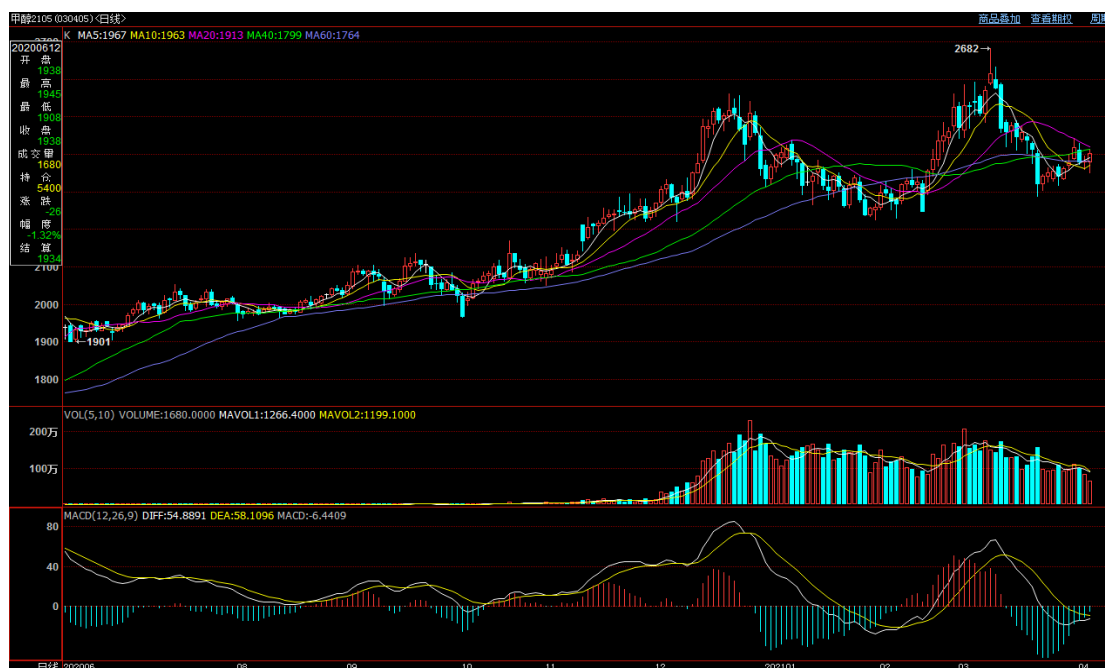 甲醇2105(030405)<日线> 商品叠加 查看期权
K MA5:1967 MA10:1963 MA20:1913 MA40:1799 MA60:1764
20200612
开 盘
1938
最 高
1945
最 低
1908
收 盘
1938
成交量
1680
持 仓
5400
涨 跌
-26
幅 度
-1.32%
结 算
1934
2682→
2100
2000
1900
←1901
1800
VOL(5,10) VOLUME:1680.0000 MAVOL1:1266.4000 MAVOL2:1199.1000
200万
100万
MACD(12,26,9) DIFF:54.8891 DEA:58.1096 MACD:-6.4409
80
40
0
日线 202006 08 09 10 11 12 202101 02 03 04